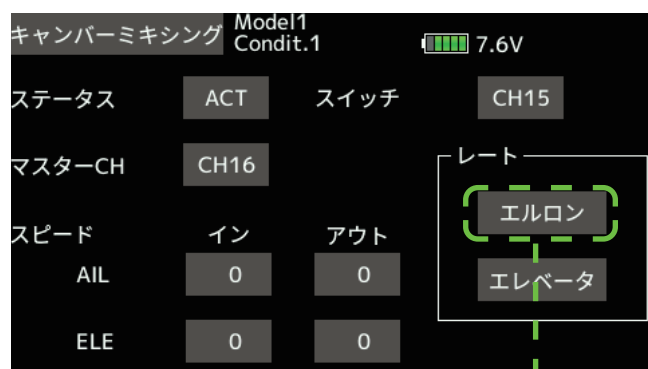 キャンバーミキシング Model1
Condit.1 7.6V
ステータス ACT スイッチ CH15
マスターCH CH16
レート
エルロン
スピード イン アウト
AIL 0 0 エレベータ
ELE 0 0